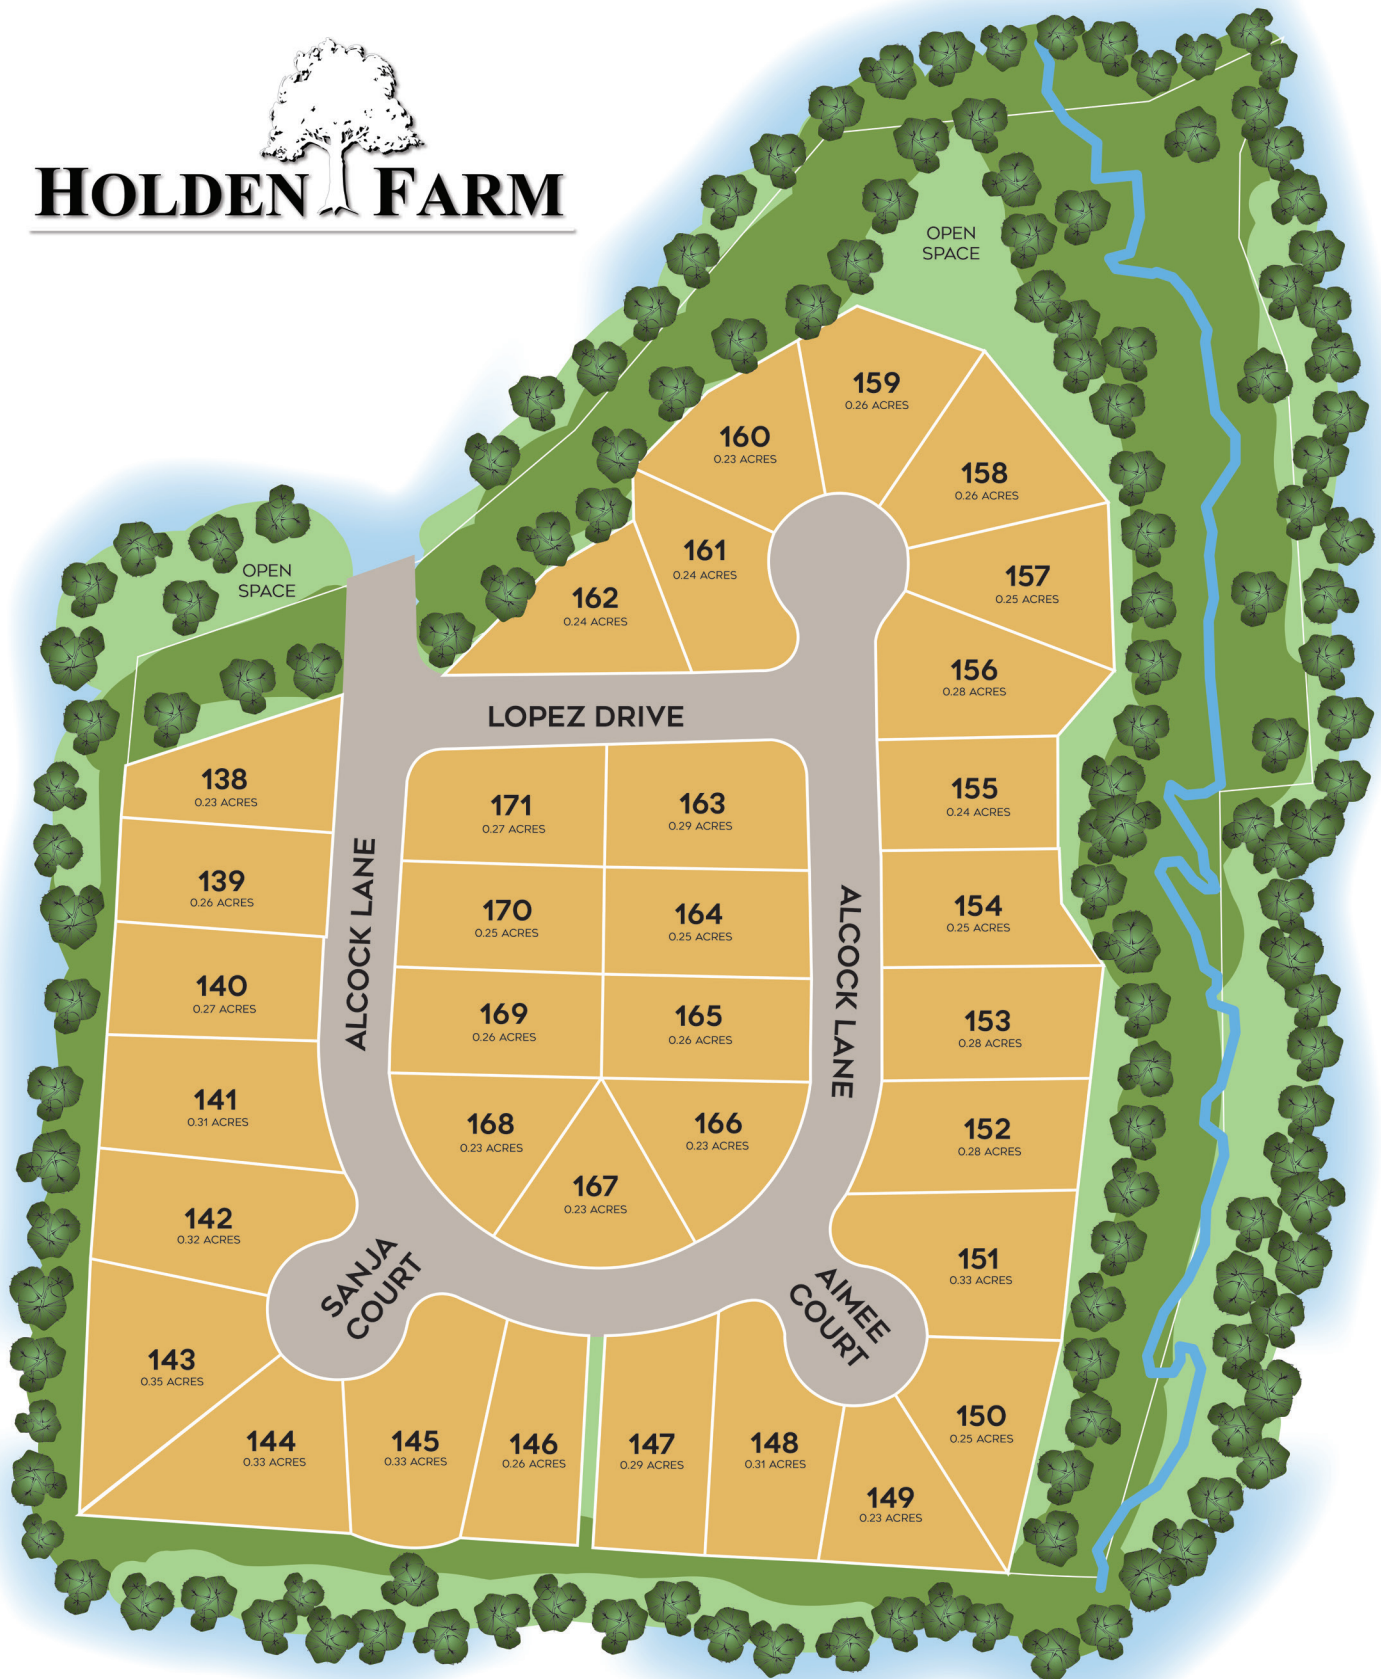 HOLDEN FARM
OPEN
SPACE
159
0.26 ACRES
160
0.23 ACRES
158
0.26 ACRES
161
0.24 ACRES
157
0.25 ACRES
OPEN
SPACE
162
0.24 ACRES
156
0.28 ACRES
LOPEZ DRIVE
138
0.23 ACRES
171
0.27 ACRES
163
0.29 ACRES
155
0.24 ACRES
139
0.26 ACRES
ALCOCK LANE
170
0.25 ACRES
164
0.25 ACRES
ALCOCK LANE
154
0.25 ACRES
140
0.27 ACRES
169
0.26 ACRES
165
0.26 ACRES
153
0.28 ACRES
141
0.31 ACRES
168
0.23 ACRES
166
0.23 ACRES
152
0.28 ACRES
167
0.23 ACRES
142
0.32 ACRES
SANJA
COURT
AIMEE
COURT
151
0.33 ACRES
143
0.35 ACRES
144
0.33 ACRES
145
0.33 ACRES
146
0.26 ACRES
147
0.29 ACRES
148
0.31 ACRES
150
0.25 ACRES
149
0.23 ACRES